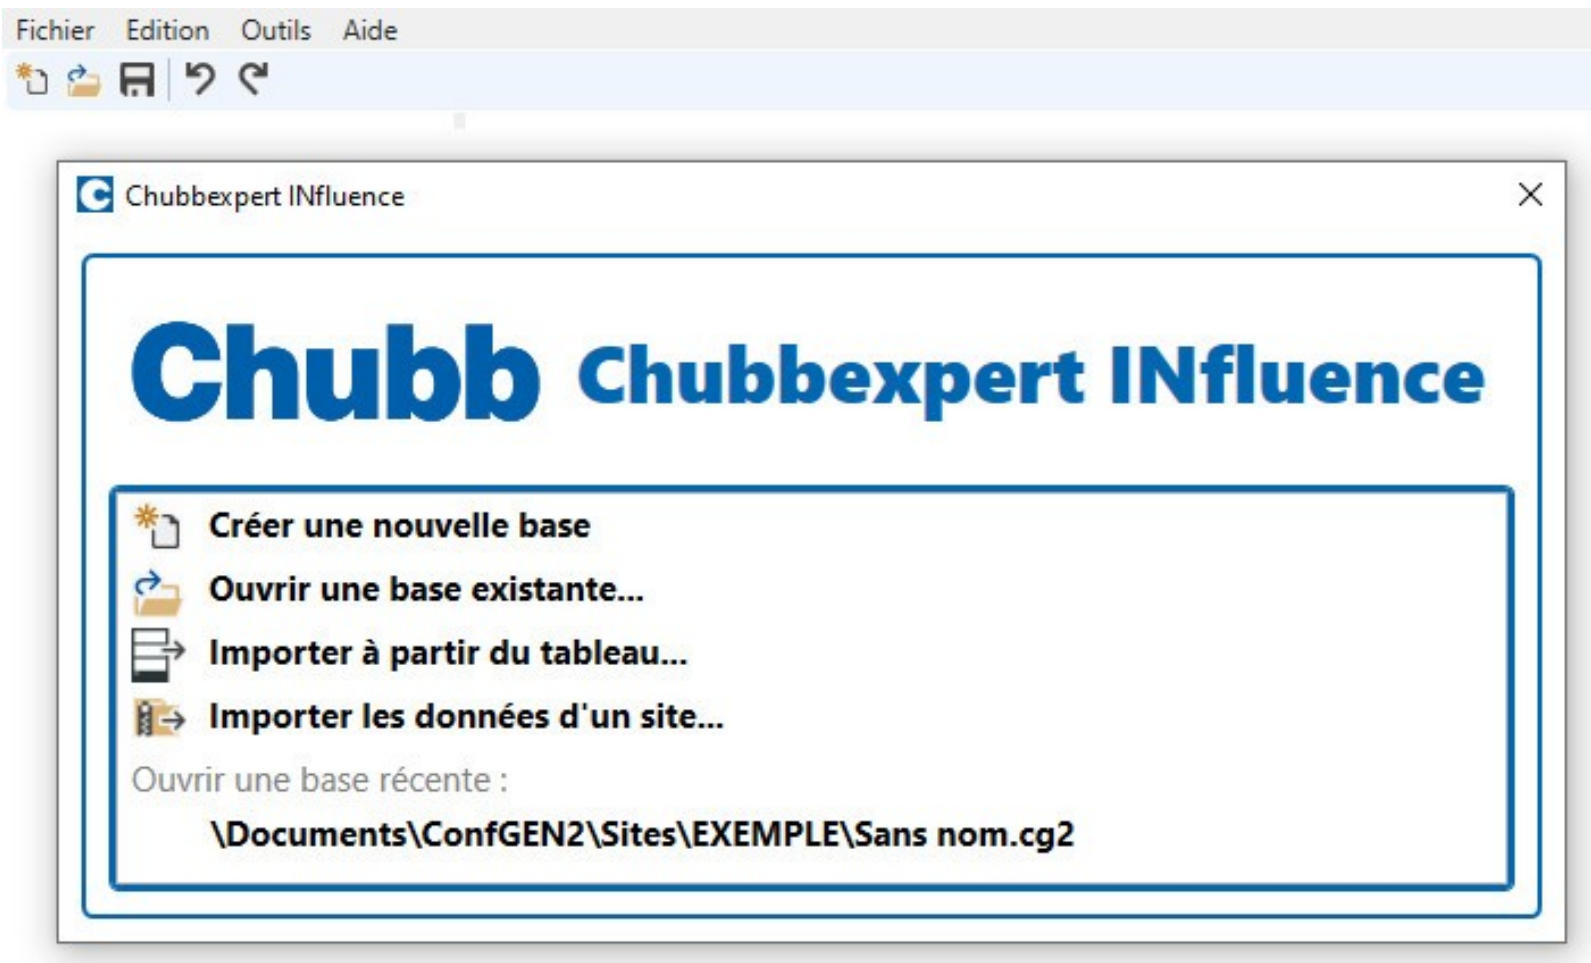 Fichier Edition Outils Aide
Chubbexpert INfluence
Chubb Chubbexpert INfluence
Créer une nouvelle base
Ouvrir une base existante...
Importer à partir du tableau...
Importer les données d'un site...
Ouvrir une base récente :
\Documents\ConfGEN2\Sites\EXEMPLE\Sans nom.cg2